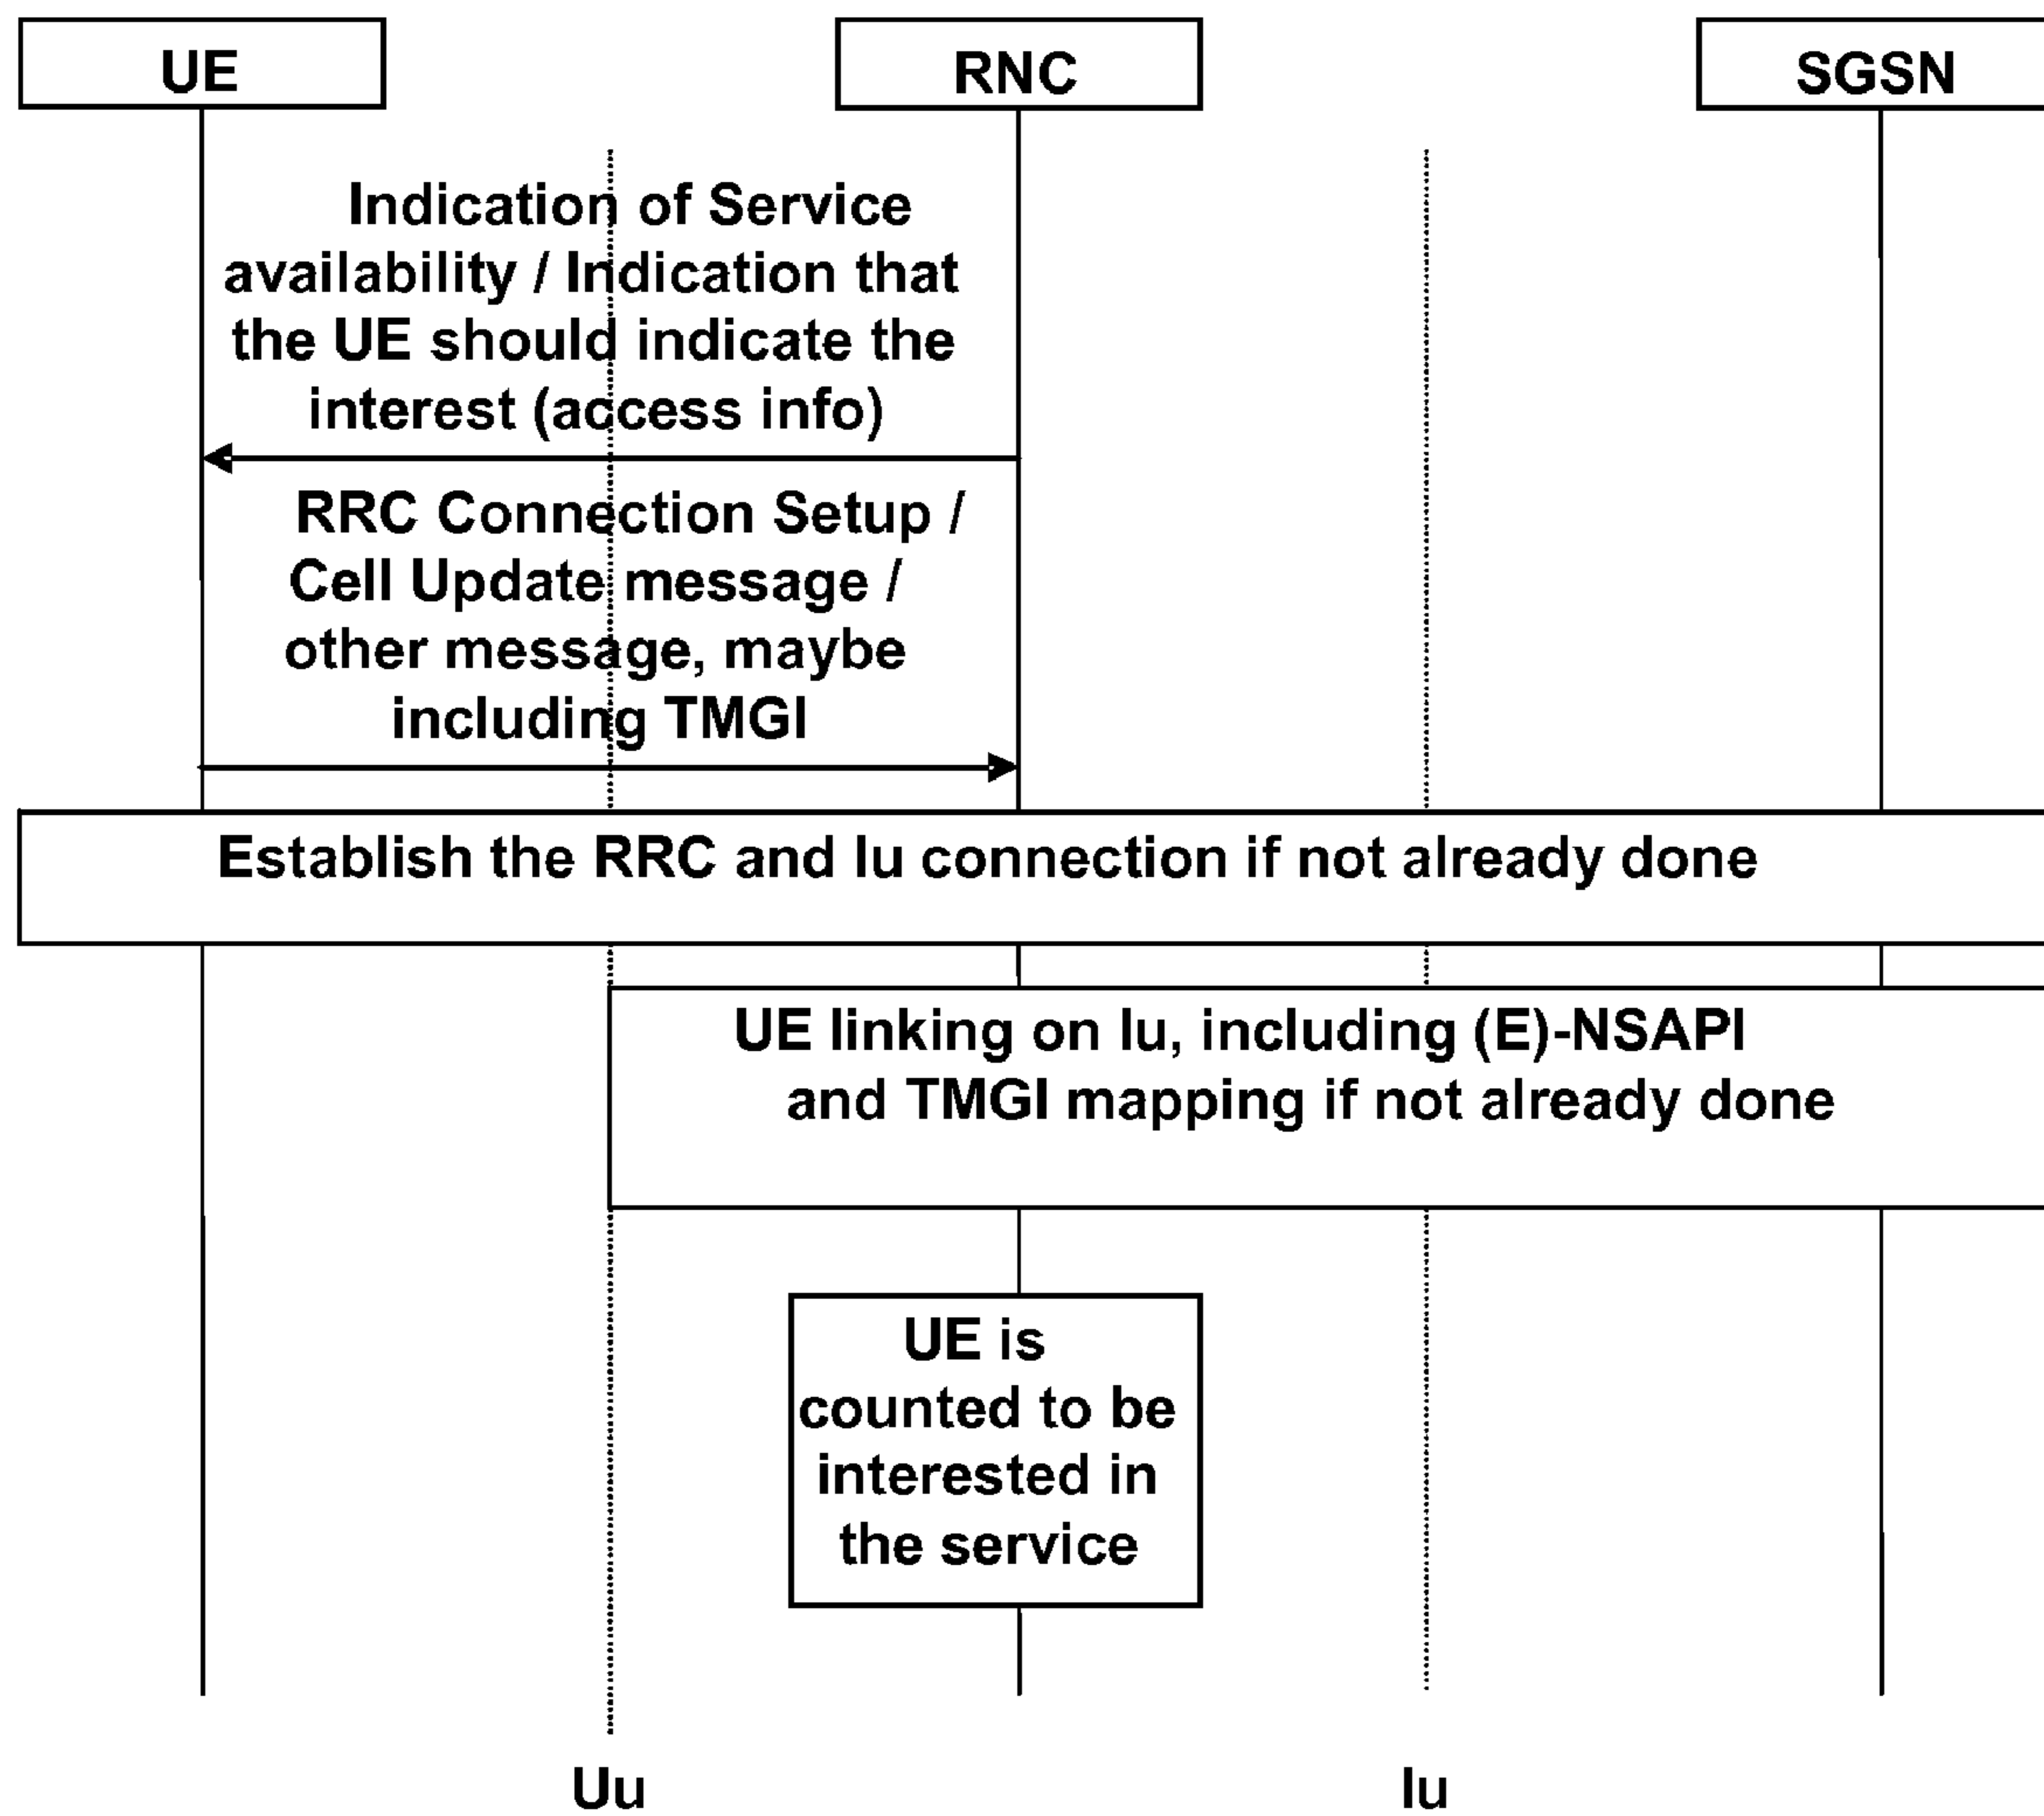 UE
RNC
SGSN
Indication of Service
availability / Indication that
the UE should indicate the
interest (access info)
RRC Connection Setup /
Cell Update message /
other message, maybe
including TMGI
Establish the RRC and Iu connection if not already done
UE linking on Iu, including (E)-NSAPI
and TMGI mapping if not already done
UE is
counted to be
interested in
the service
Uu
Iu